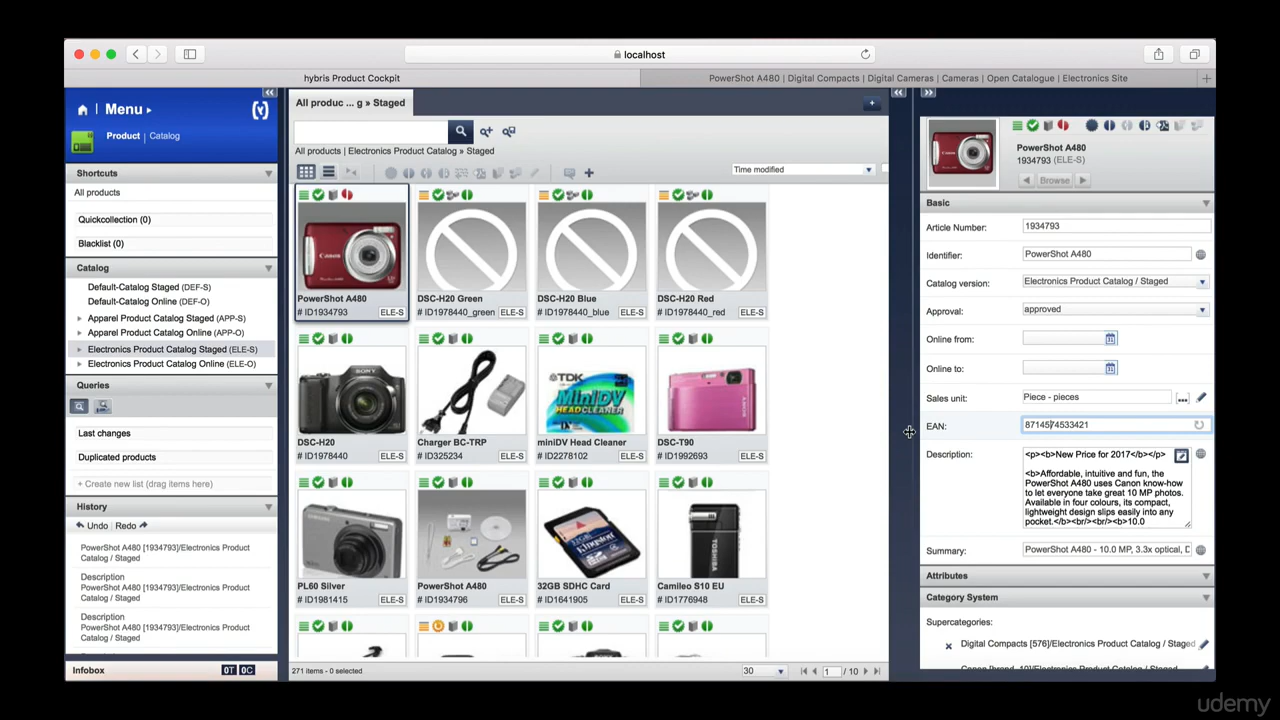 localhost
hybris Product Cockpit
PowerShot A480 | Digital Compacts | Digital Cameras | Cameras | Open Catalogue | Electronics Site
Menu
Product | Catalog
Shortcuts
All products
Quickcollection (0)
Blacklist (0)
Catalog
Default-Catalog Staged (DEF-S)
Default-Catalog Online (DEF-O)
Apparel Product Catalog Staged (APP-S)
Apparel Product Catalog Online (APP-O)
Electronics Product Catalog Staged (ELE-S)
Electronics Product Catalog Online (ELE-O)
Queries
Last changes
Duplicated products
+ Create new list (drag items here)
History
Undo Redo
PowerShot A480 [1934793]/Electronics Product
Catalog / Staged
Description
PowerShot A480 [1934793]/Electronics Product
Catalog / Staged
Description
PowerShot A480 [1934793]/Electronics Product
Catalog / Staged
Infobox
0T 0C
All produc ... g » Staged
All products | Electronics Product Catalog » Staged
Time modified
PowerShot A480
# ID1934793 ELE-S
DSC-H20 Green
# ID1978440_green ELE-S
DSC-H20 Blue
# ID1978440_blue ELE-S
DSC-H20 Red
# ID1978440_red ELE-S
DSC-H20
# ID1978440 ELE-S
Charger BC-TRP
# ID325234 ELE-S
TDK
MiniDV
HEAD CLEANER
miniDV Head Cleaner
# ID2278102 ELE-S
DSC-T90
# ID1992693 ELE-S
PL60 Silver
# ID1981415 ELE-S
PowerShot A480
# ID1934796 ELE-S
Kingston
32GB SDHC Card
# ID1641905 ELE-S
TOSHIBA
Camileo S10 EU
# ID1776948 ELE-S
271 items - 0 selected
30
1 / 10
PowerShot A480
1934793 (ELE-S)
Browse
Basic
Article Number: 1934793
Identifier: PowerShot A480
Catalog version: Electronics Product Catalog / Staged
Approval: approved
Online from:
Online to:
Sales unit: Piece - pieces ...
EAN: 8714574533421
Description: <p><b>New Price for 2017</b></p>
<b>Affordable, intuitive and fun, the
PowerShot A480 uses Canon know-how
to let everyone take great 10 MP photos.
Available in four colours, its compact,
lightweight design slips easily into any
pocket.</b><br/><br/><b>10.0
Summary: PowerShot A480 - 10.0 MP, 3.3x optical, D
Attributes
Category System
Supercategories:
Digital Compacts [576]/Electronics Product Catalog / Staged
udemy